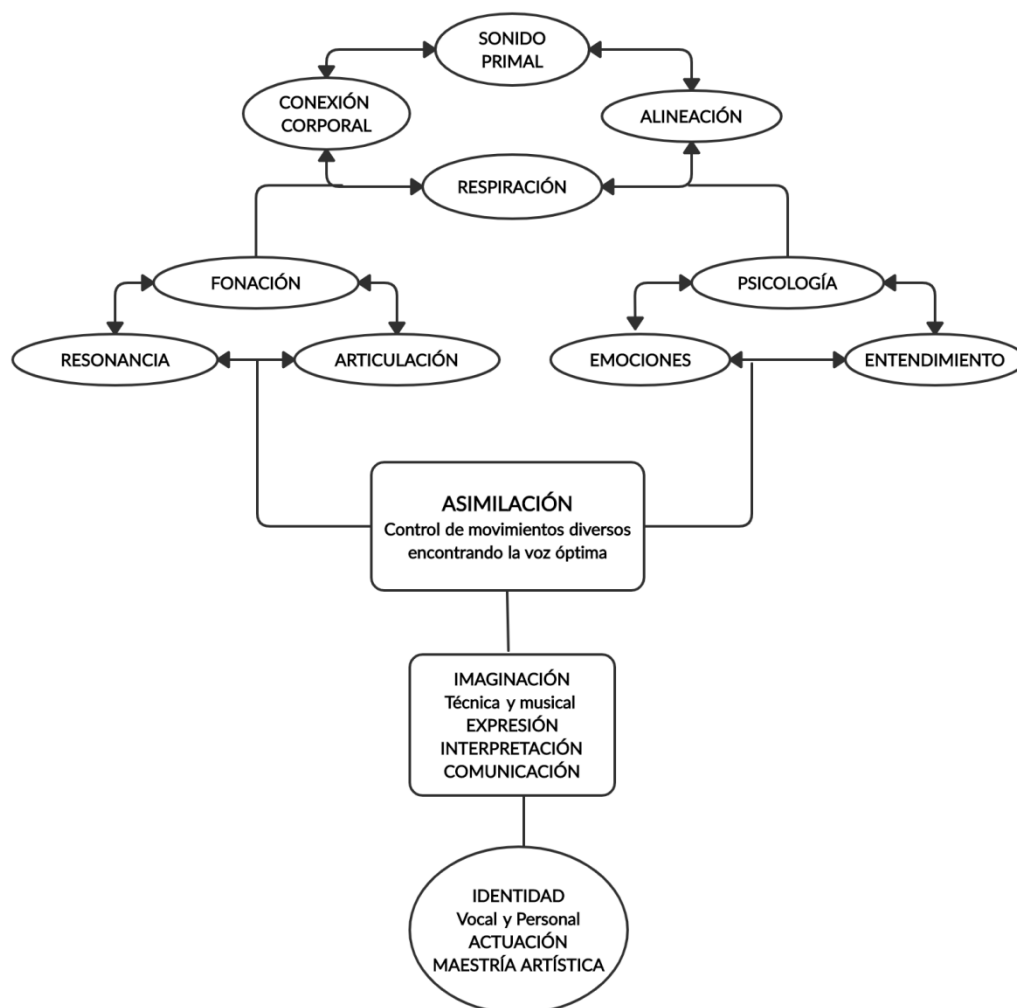 SONIDO
PRIMAL
CONEXIÓN
CORPORAL
ALINEACIÓN
RESPIRACIÓN
FONACIÓN
PSICOLOGÍA
RESONANCIA
ARTICULACIÓN
EMOCIONES
ENTENDIMIENTO
ASIMILACIÓN
Control de movimientos diversos
encontrando la voz óptima
IMAGINACIÓN
Técnica y musical
EXPRESIÓN
INTERPRETACIÓN
COMUNICACIÓN
IDENTIDAD
Vocal y Personal
ACTUACIÓN
MAESTRÍA ARTÍSTICA